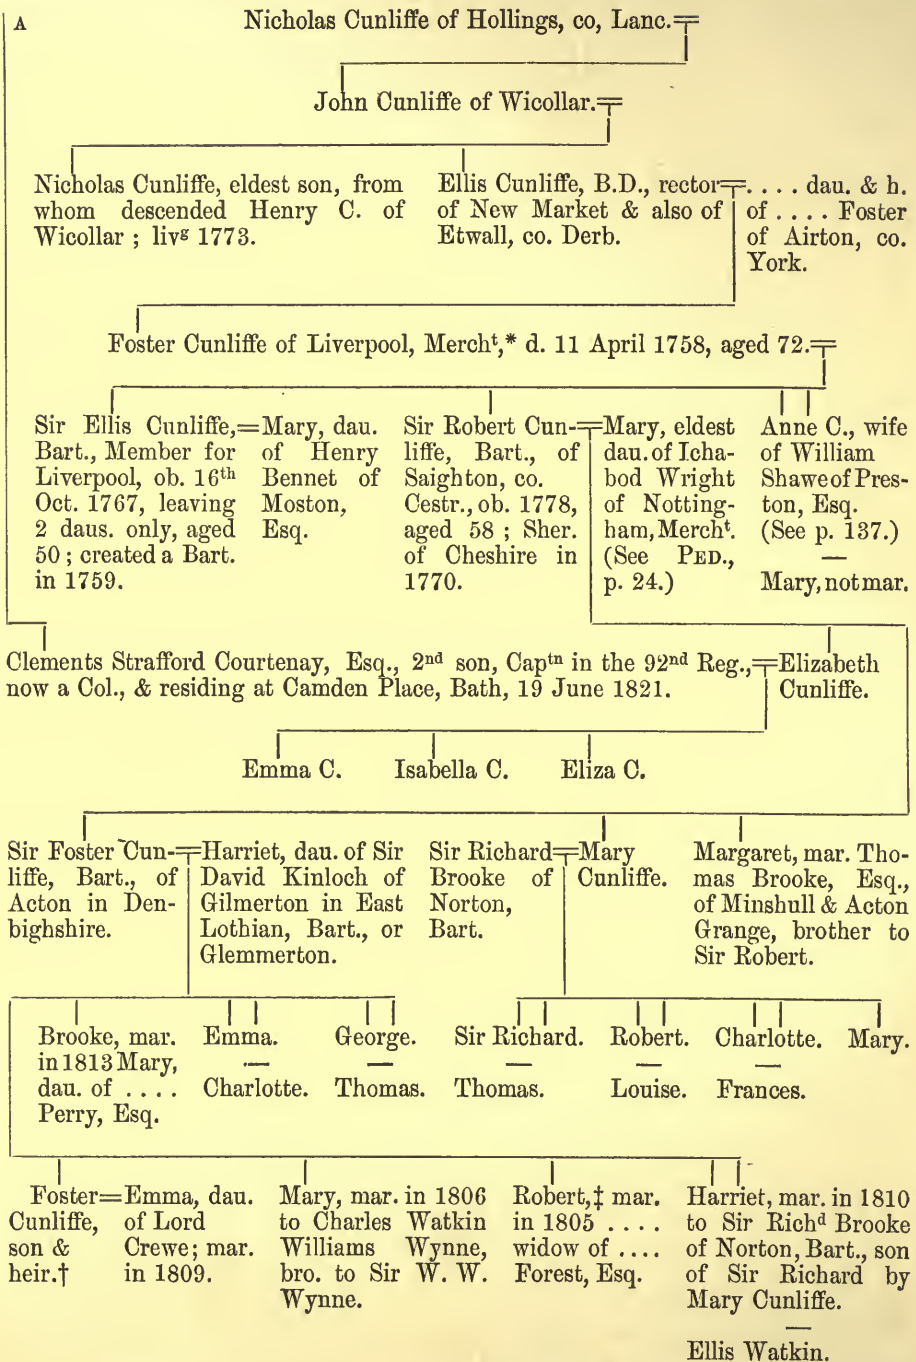 A
Nicholas Cunliffe of Hollings, co, Lanc.
John Cunliffe of Wicollar.
Nicholas Cunliffe, eldest son, from
whom descended Henry C. of
Wicollar ; livᵍ 1773.
Ellis Cunliffe, B.D., rector
of New Market & also of
Etwall, co. Derb.
. . . . dau. & h.
of . . . . Foster
of Airton, co.
York.
Foster Cunliffe of Liverpool, Merchᵗ,* d. 11 April 1758, aged 72.
Sir Ellis Cunliffe,=
Bart., Member for
Liverpool, ob. 16ᵗʰ
Oct. 1767, leaving
2 daus. only, aged
50 ; created a Bart.
in 1759.
Mary, dau.
of Henry
Bennet of
Moston,
Esq.
Sir Robert Cun-
liffe, Bart., of
Saighton, co.
Cestr., ob. 1778,
aged 58 ; Sher.
of Cheshire in
1770.
Mary, eldest
dau. of Icha-
bod Wright
of Notting-
ham, Merchᵗ.
(See PED.,
p. 24.)
Anne C., wife
of William
Shawe of Pres-
ton, Esq.
(See p. 137.)
—
Mary, not mar.
Clements Strafford Courtenay, Esq., 2ⁿᵈ son, Capᵗⁿ in the 92ⁿᵈ Reg.,
now a Col., & residing at Camden Place, Bath, 19 June 1821.
Elizabeth
Cunliffe.
Emma C. Isabella C. Eliza C.
Sir Foster Cun-
liffe, Bart., of
Acton in Den-
bighshire.
Harriet, dau. of Sir
David Kinloch of
Gilmerton in East
Lothian, Bart., or
Glemmerton.
Sir Richard
Brooke of
Norton,
Bart.
Mary
Cunliffe.
Margaret, mar. Tho-
mas Brooke, Esq.,
of Minshull & Acton
Grange, brother to
Sir Robert.
Brooke, mar.
in 1813 Mary,
dau. of . . . .
Perry, Esq.
Emma.
—
Charlotte.
George.
—
Thomas.
Sir Richard.
—
Thomas.
Robert.
—
Louise.
Charlotte.
—
Frances.
Mary.
Foster=
Cunliffe,
son &
heir.†
Emma, dau.
of Lord
Crewe; mar.
in 1809.
Mary, mar. in 1806
to Charles Watkin
Williams Wynne,
bro. to Sir W. W.
Wynne.
Robert,‡ mar.
in 1805 . . . .
widow of . . . .
Forest, Esq.
Harriet, mar. in 1810
to Sir Richᵈ Brooke
of Norton, Bart., son
of Sir Richard by
Mary Cunliffe.
—
Ellis Watkin.